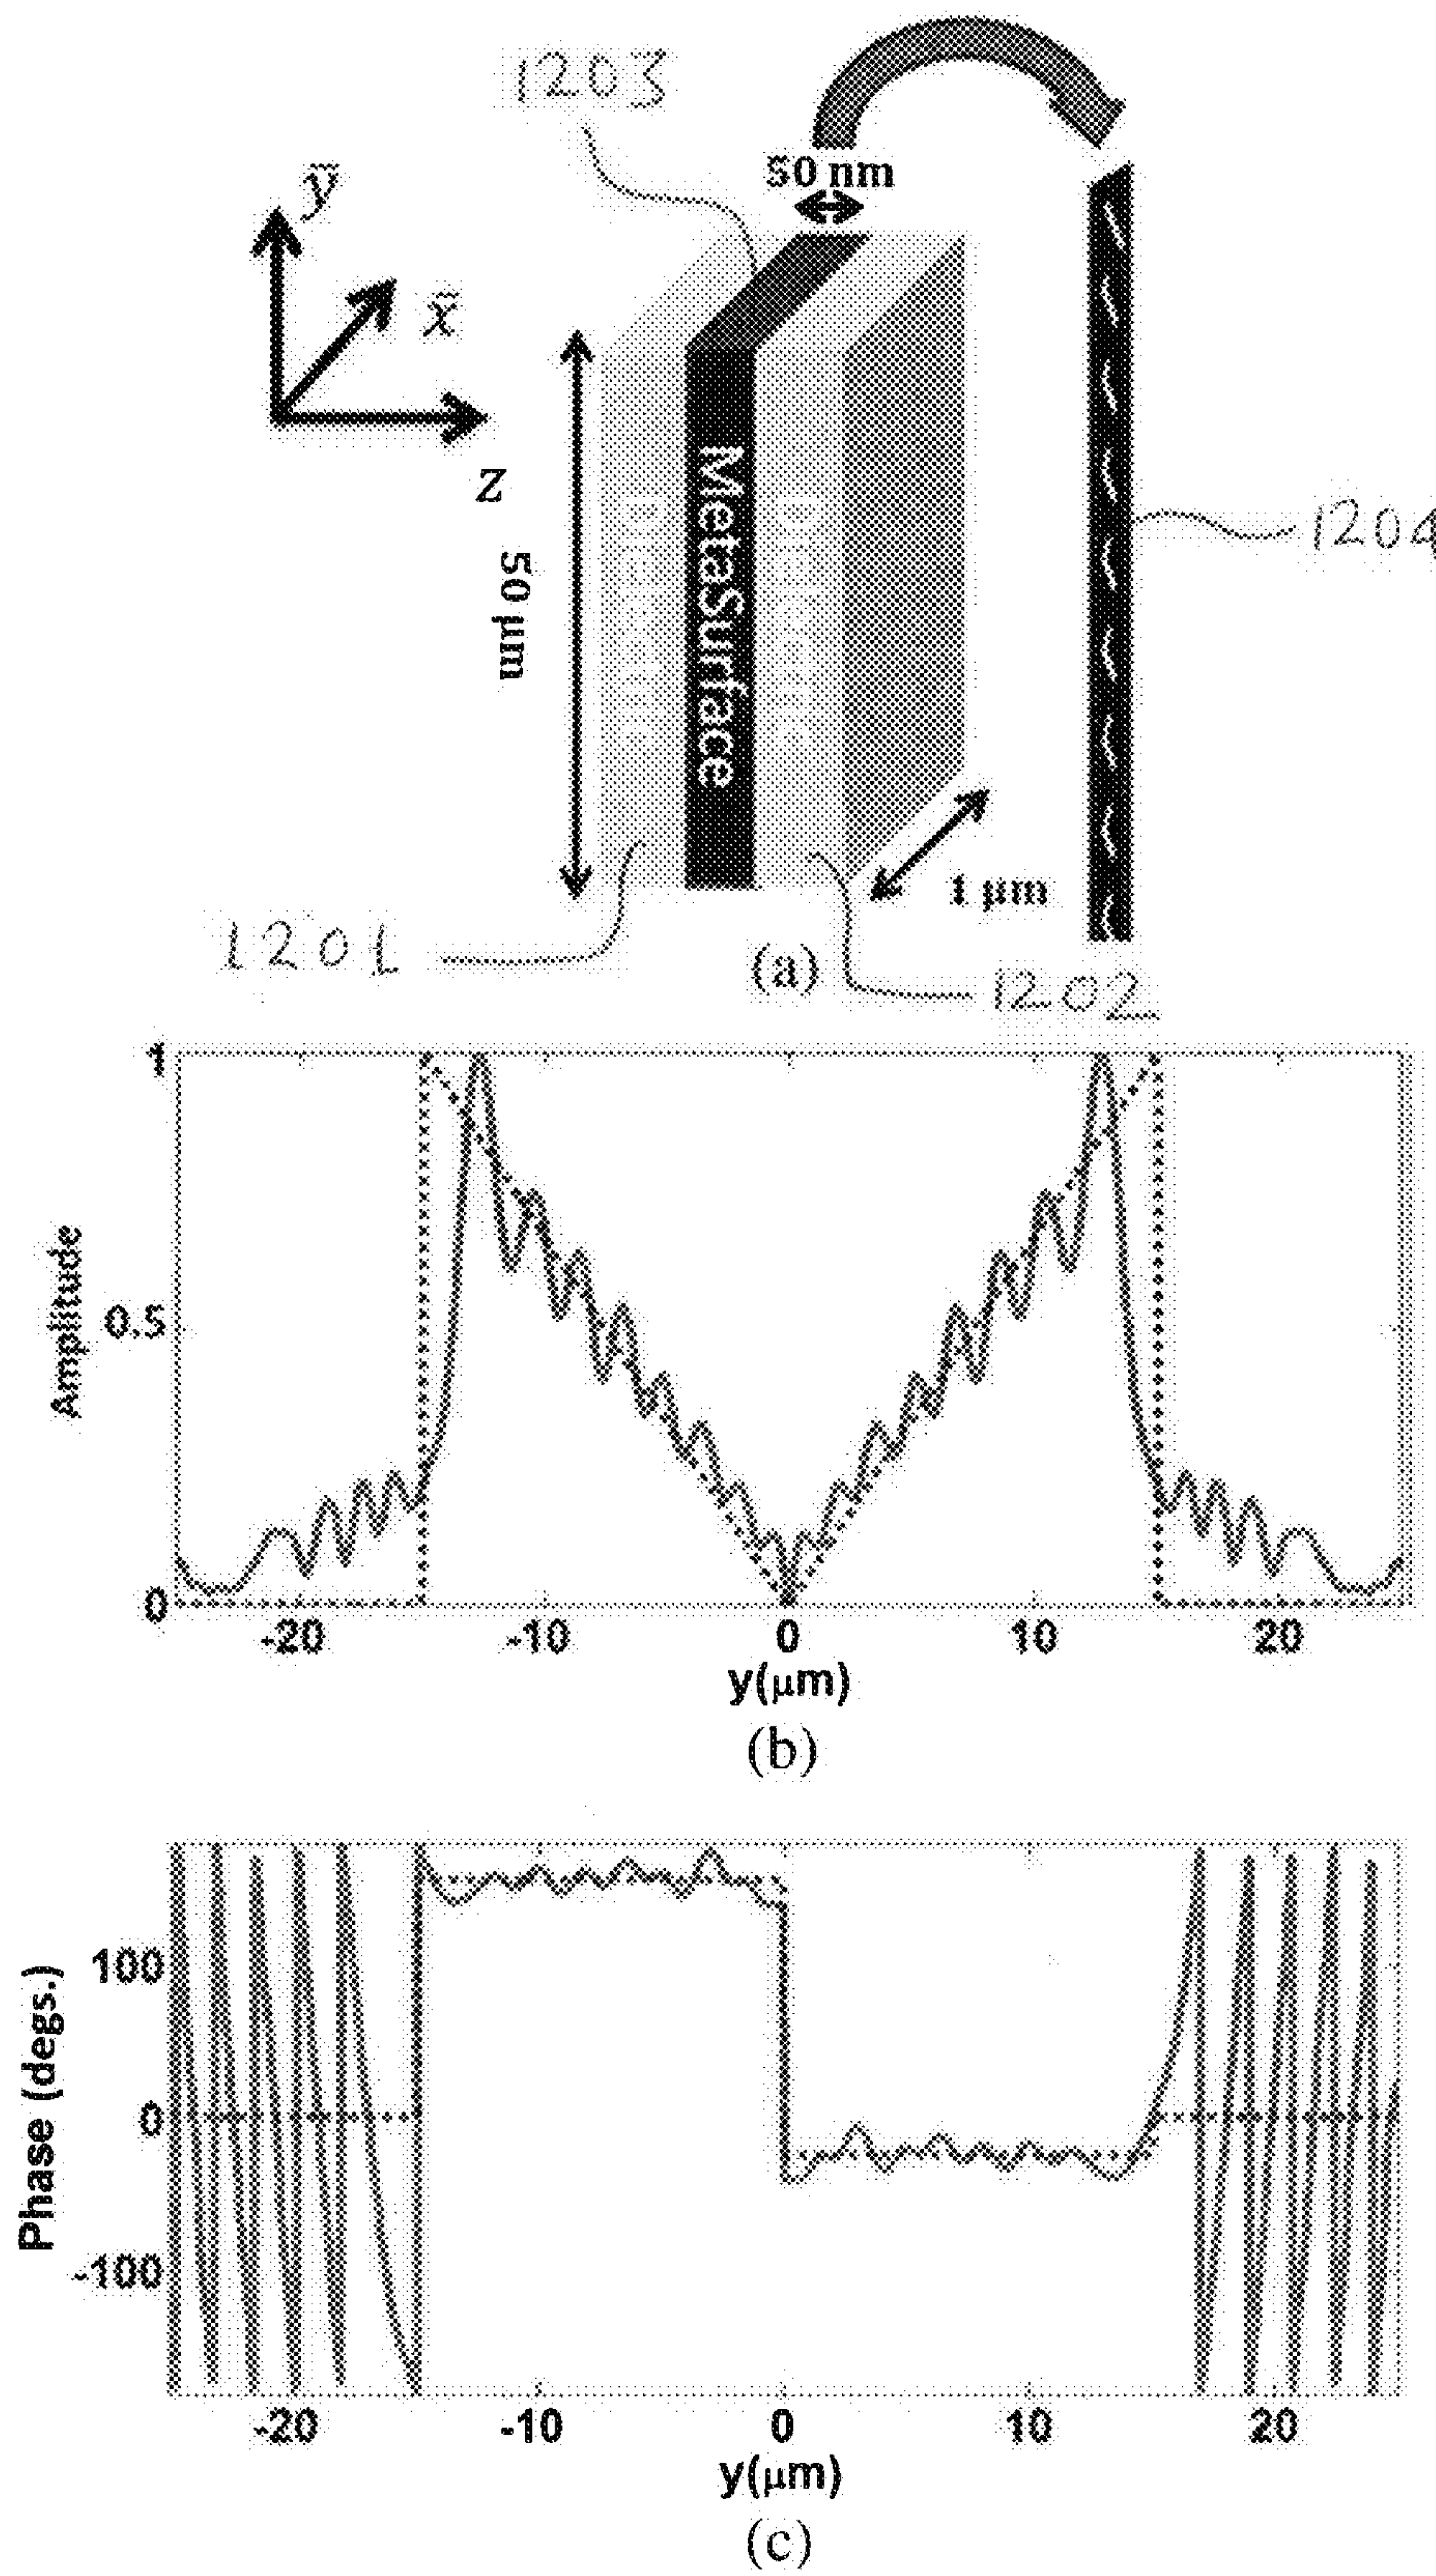 1203
50 nm
ȳ
x̄
z
MetaSurface
50 μm
1204
1 μm
1201
(a)
1202
1
0.5
0
Amplitude
-20 -10 0 10 20
y(μm)
(b)
100
0
-100
Phase (degs.)
-20 -10 0 10 20
y(μm)
(c)